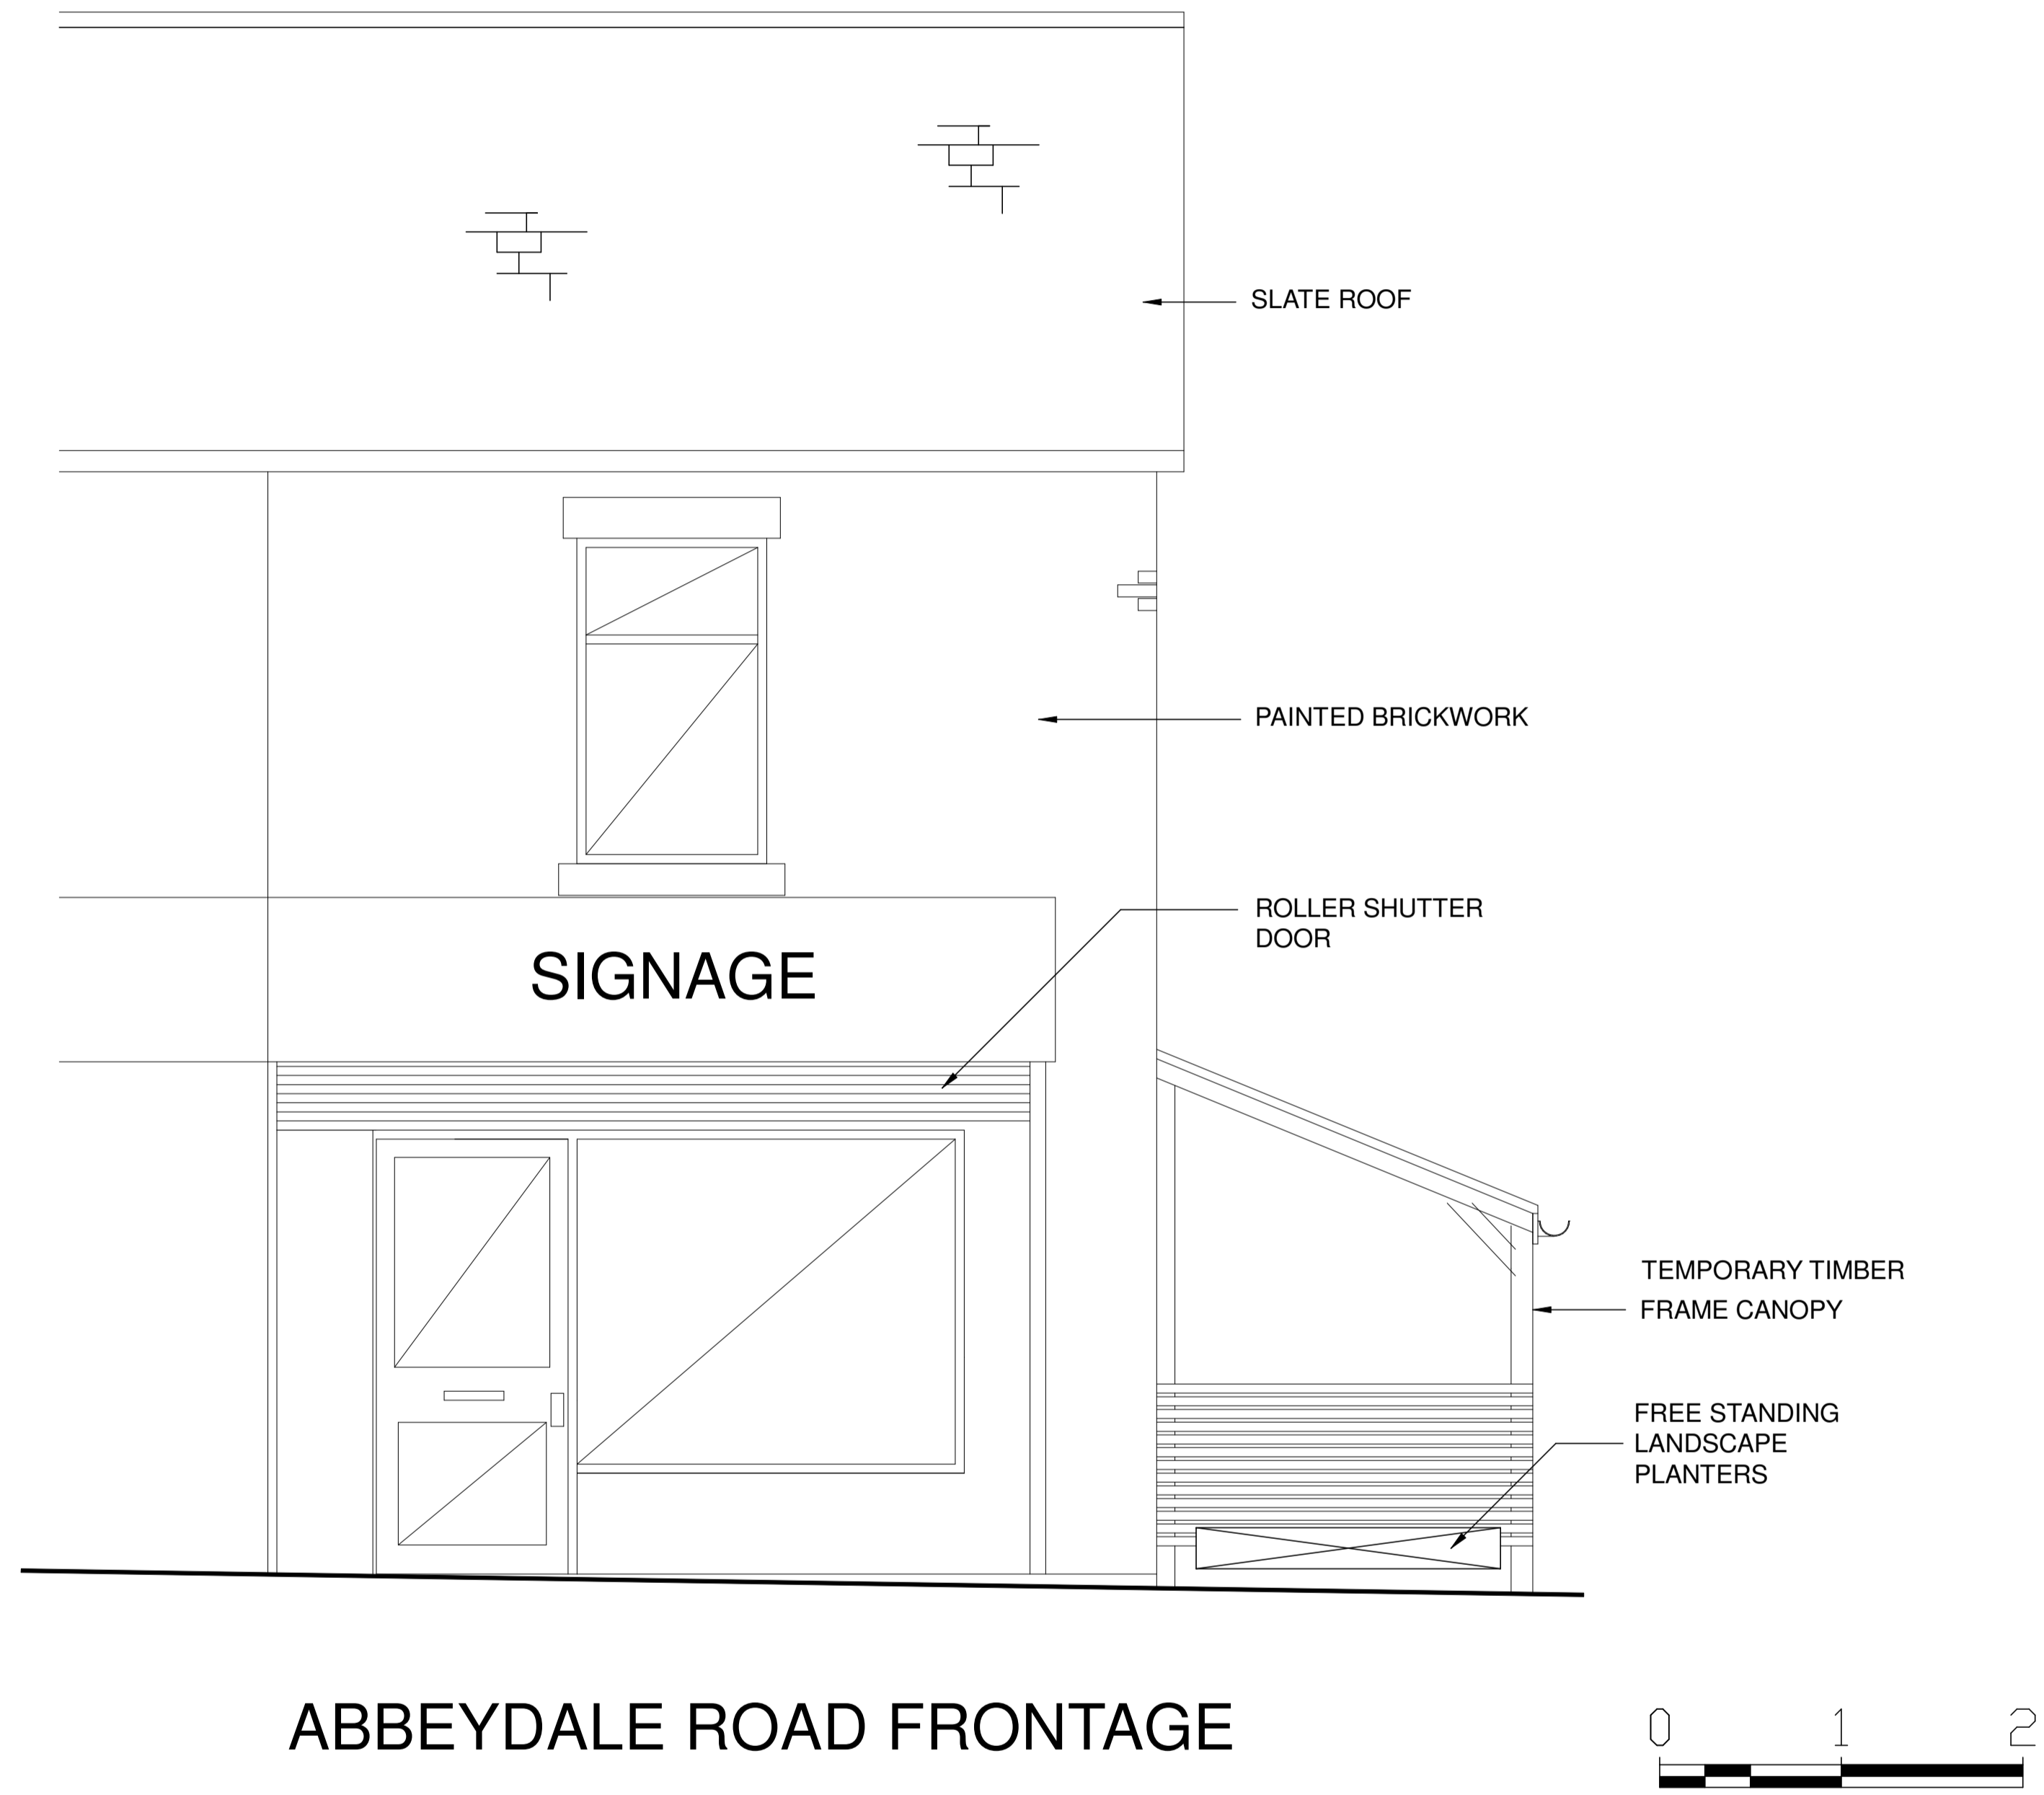 SLATE ROOF
PAINTED BRICKWORK
ROLLER SHUTTER
DOOR
SIGNAGE
TEMPORARY TIMBER
FRAME CANOPY
FREE STANDING
LANDSCAPE
PLANTERS
ABBEYDALE ROAD FRONTAGE
0 1 2